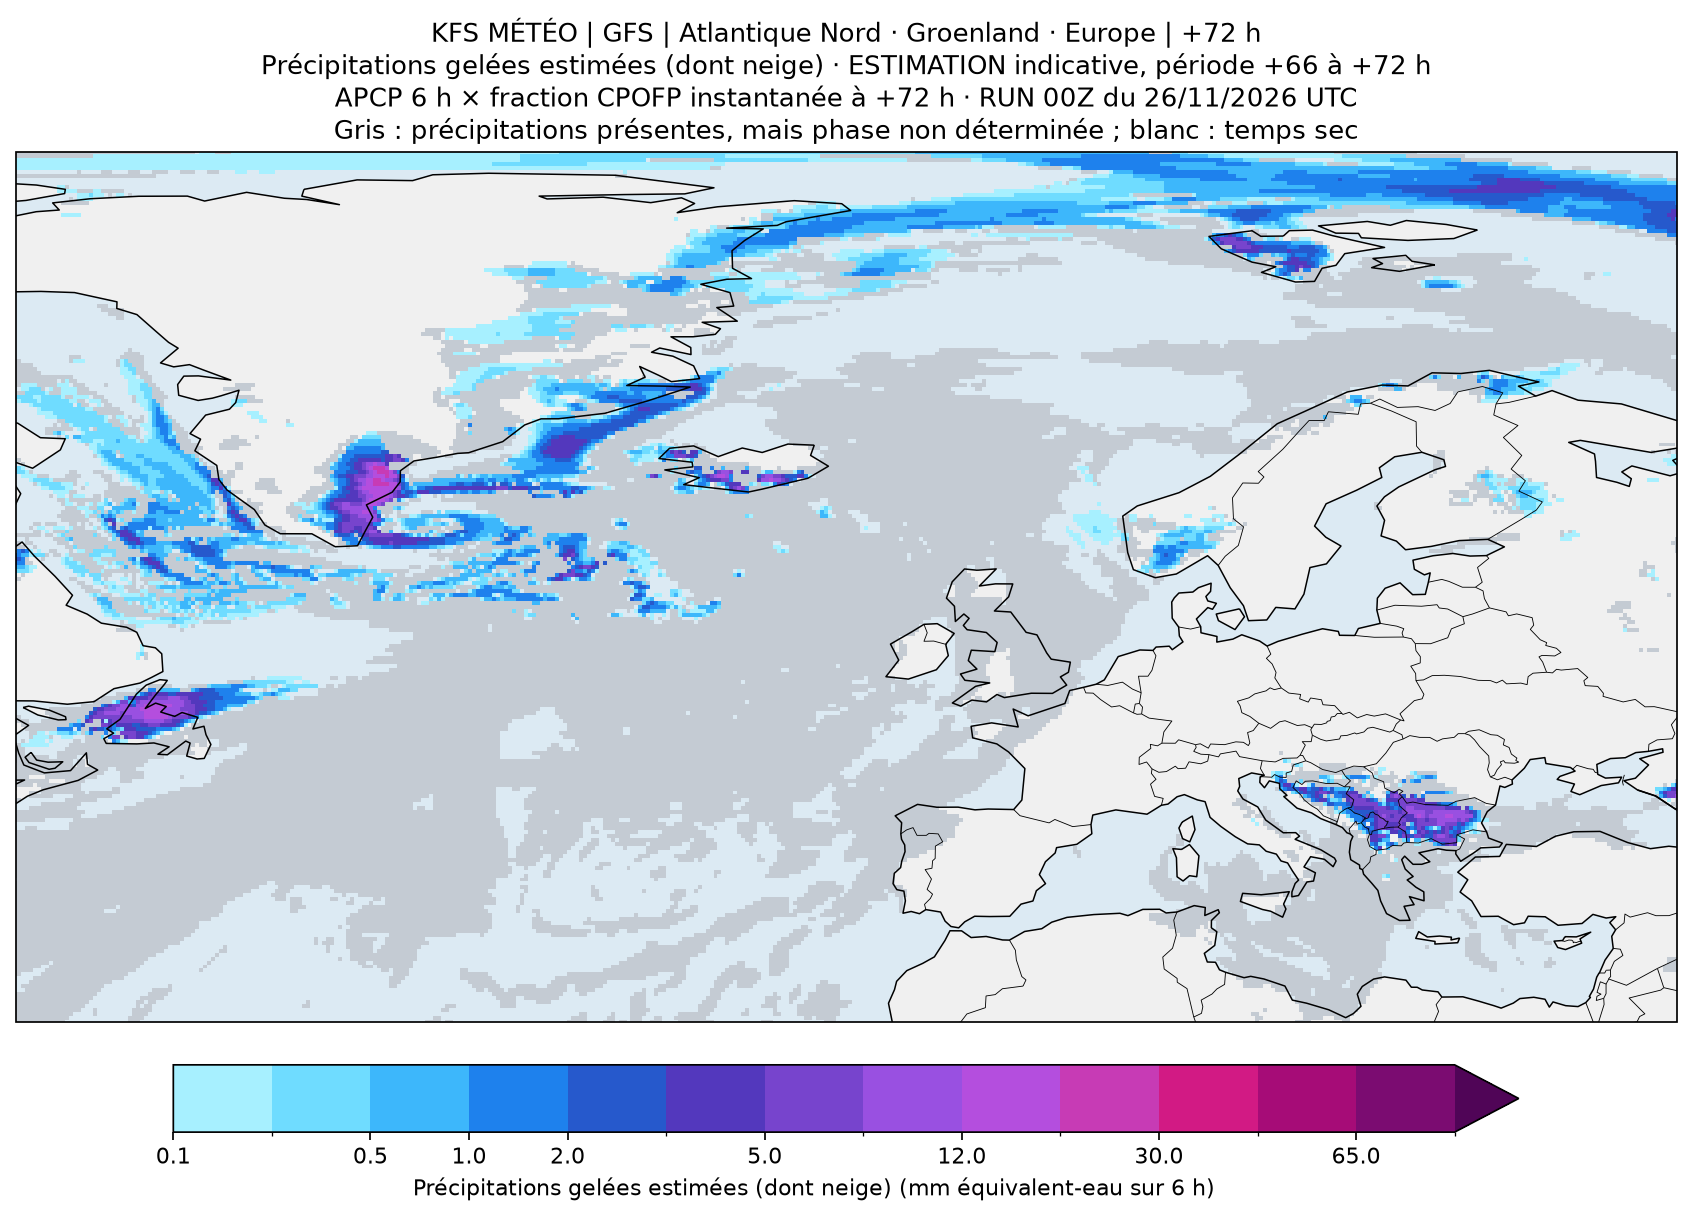 KFS MÉTÉO | GFS | Atlantique Nord · Groenland · Europe | +72 h
Précipitations gelées estimées (dont neige) · ESTIMATION indicative, période +66 à +72 h
APCP 6 h × fraction CPOFP instantanée à +72 h · RUN 00Z du 26/11/2026 UTC
Gris : précipitations présentes, mais phase non déterminée ; blanc : temps sec
0.1 0.5 1.0 2.0 5.0 12.0 30.0 65.0
Précipitations gelées estimées (dont neige) (mm équivalent-eau sur 6 h)